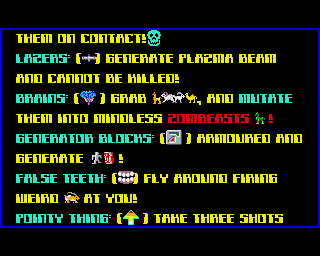 THEM ON CONTACT!
LAZERS: ( ) GENERATE PLAZMA BEAM
AND CANNOT BE KILLED!
BRAINS: ( ) GRAB , AND MUTATE
THEM INTO MINDLESS ZOMBEASTS !
GENERATOR BLOCKS: ( ) ARMOURED AND
GENERATE !
FALSE TEETH: ( ) FLY AROUND FIRING
WEIRD AT YOU!
POINTY THING: ( ) TAKE THREE SHOTS